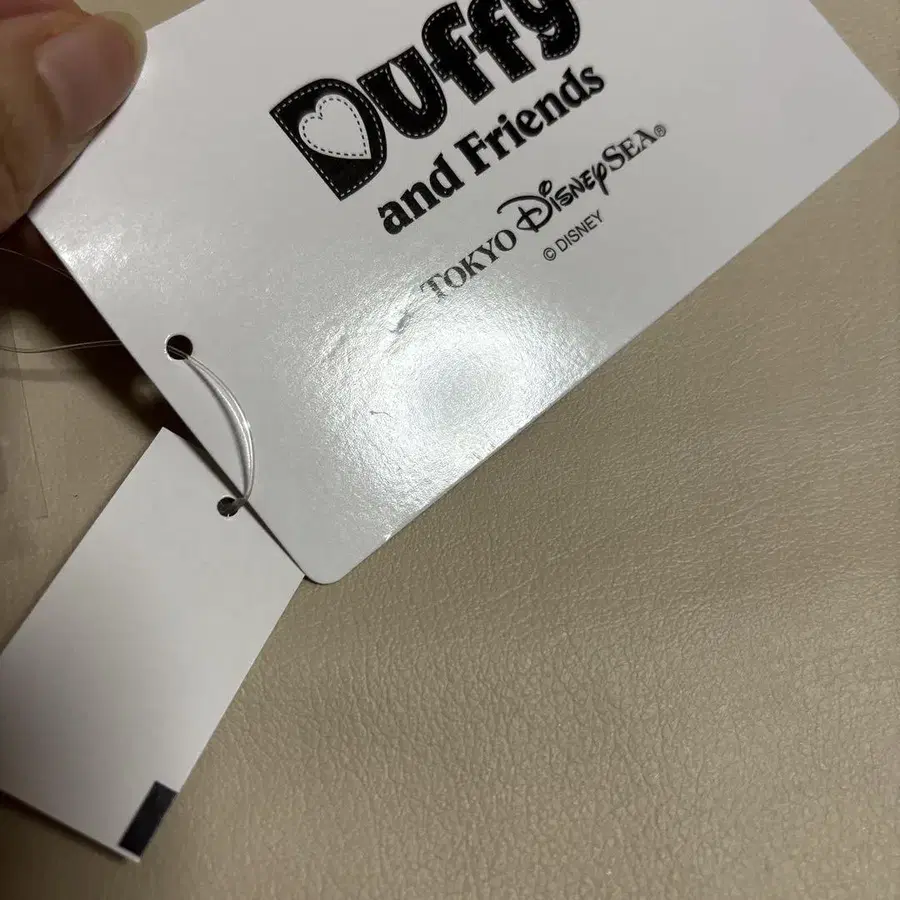 Duffy
and Friends
TOKYO DISNEYSEA®
© DISNEY